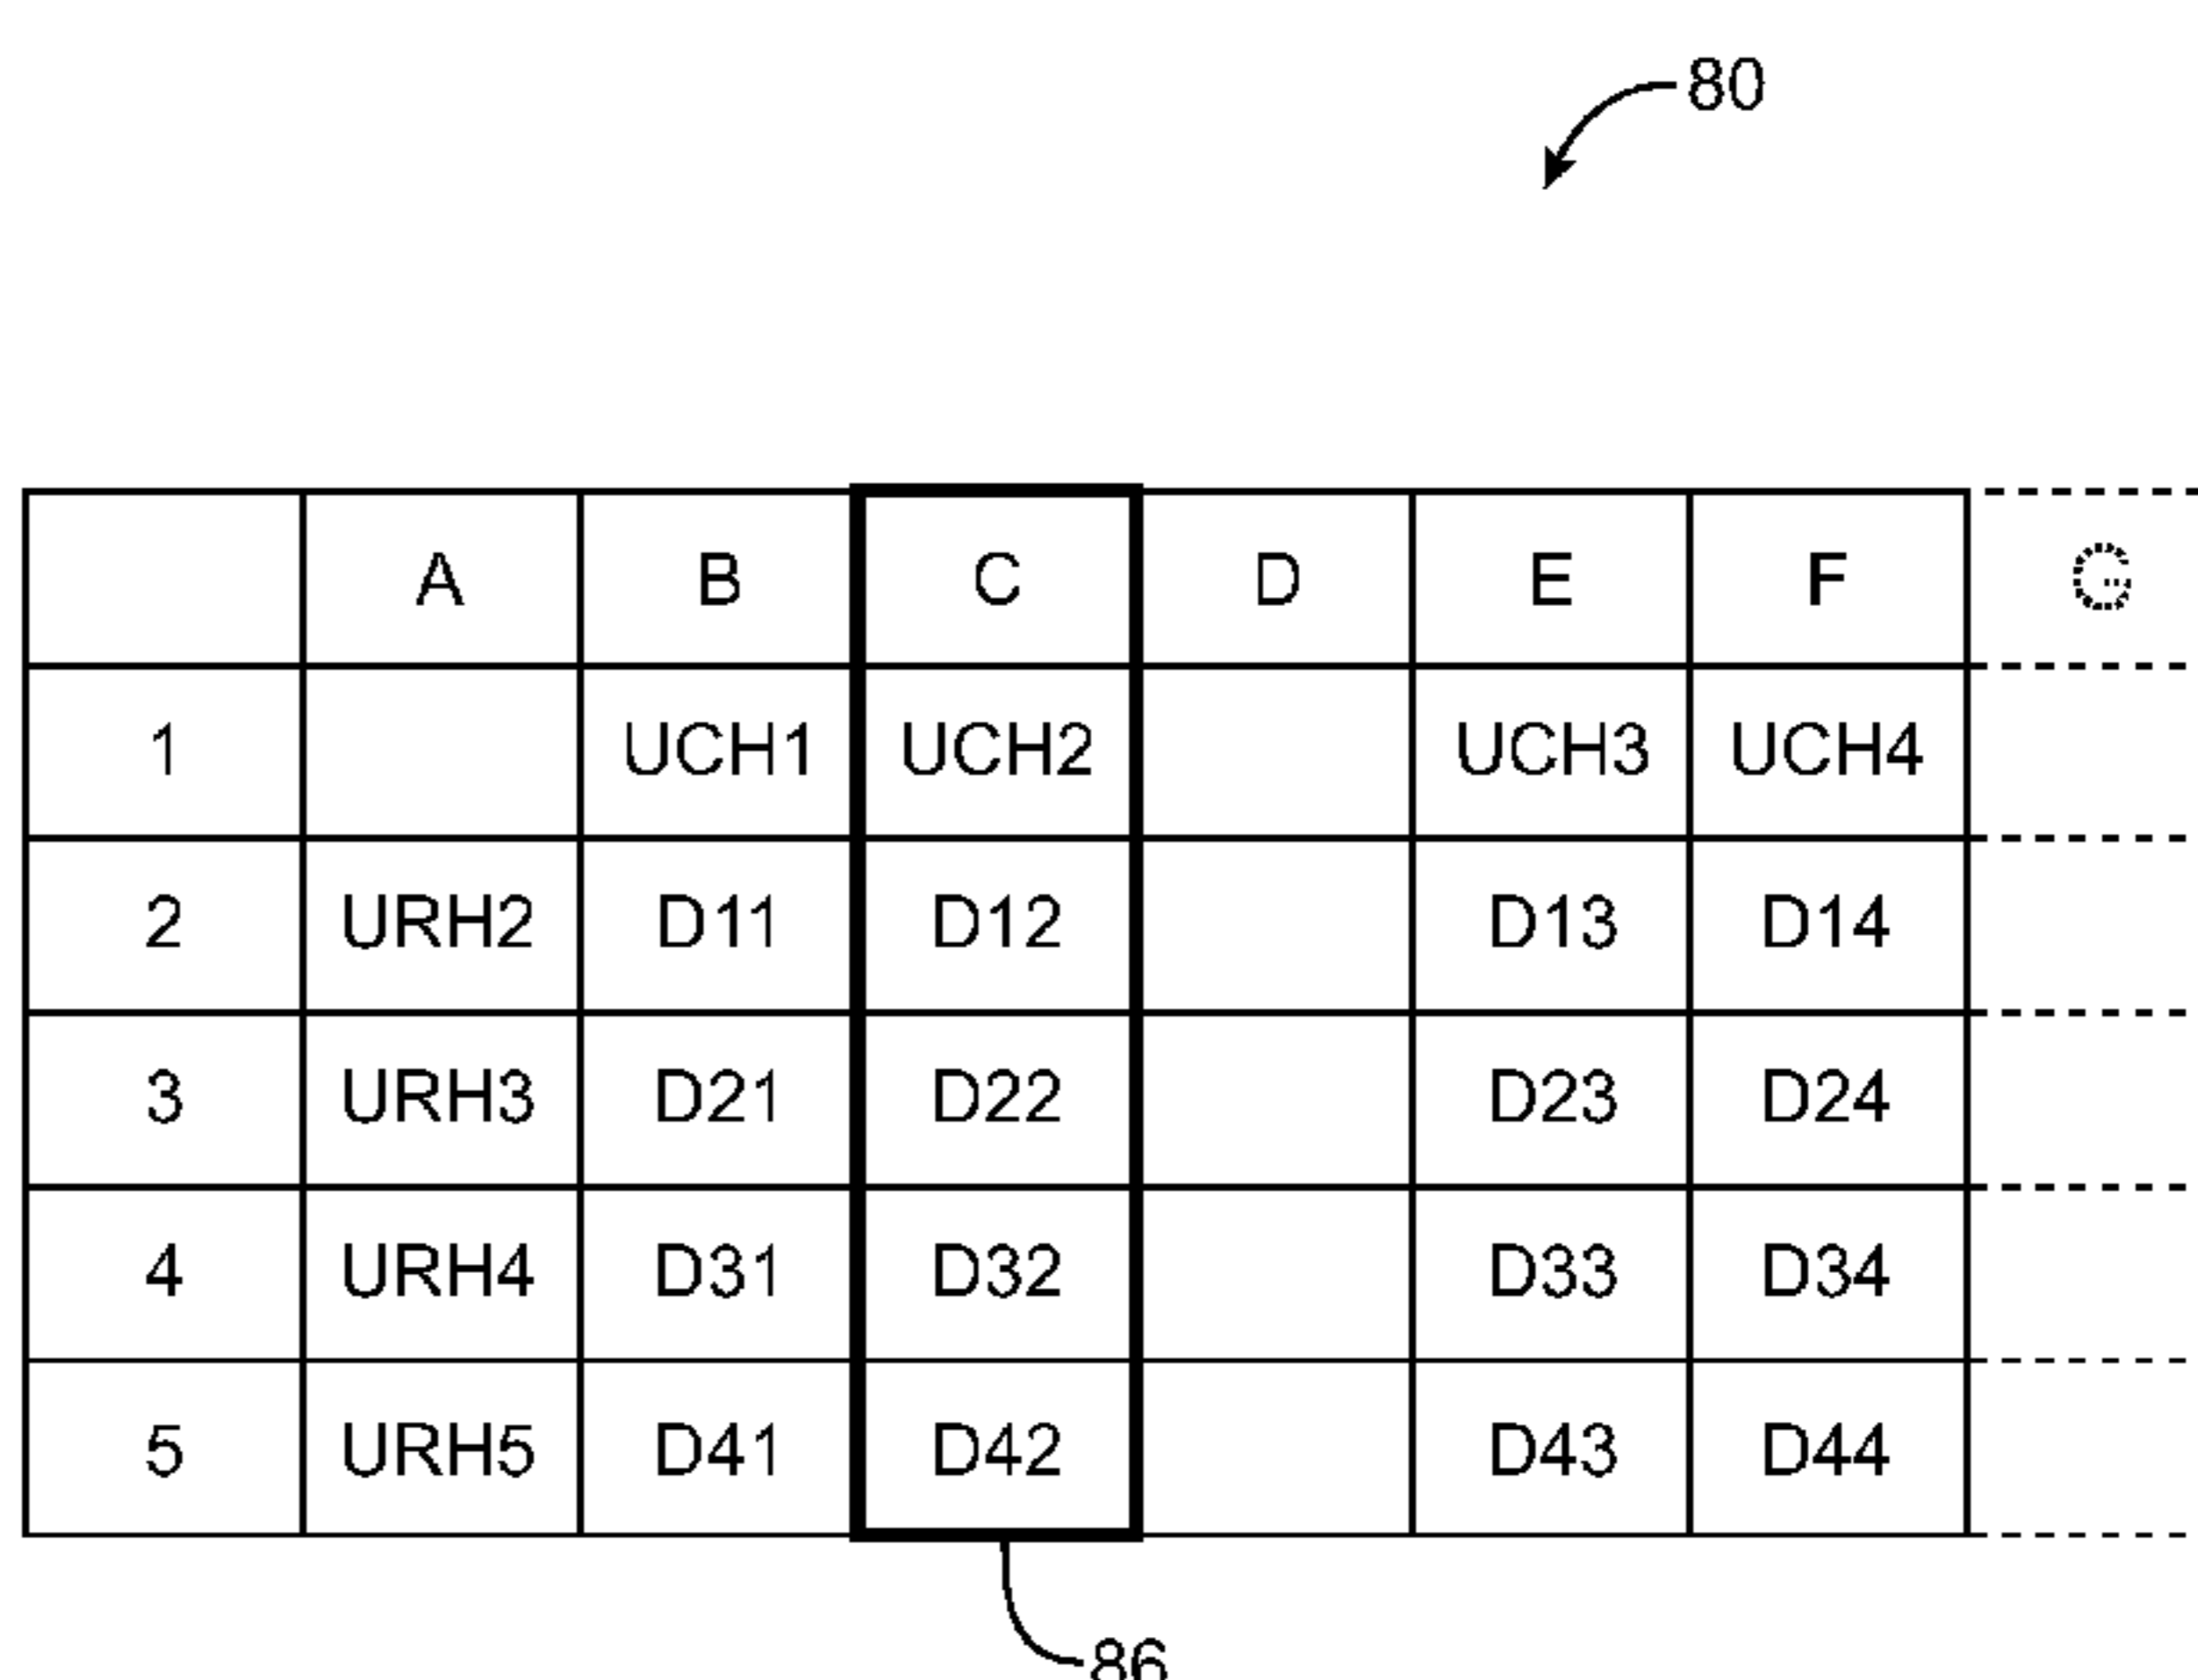 80
A B C D E F G
1 UCH1 UCH2 UCH3 UCH4
2 URH2 D11 D12 D13 D14
3 URH3 D21 D22 D23 D24
4 URH4 D31 D32 D33 D34
5 URH5 D41 D42 D43 D44
86